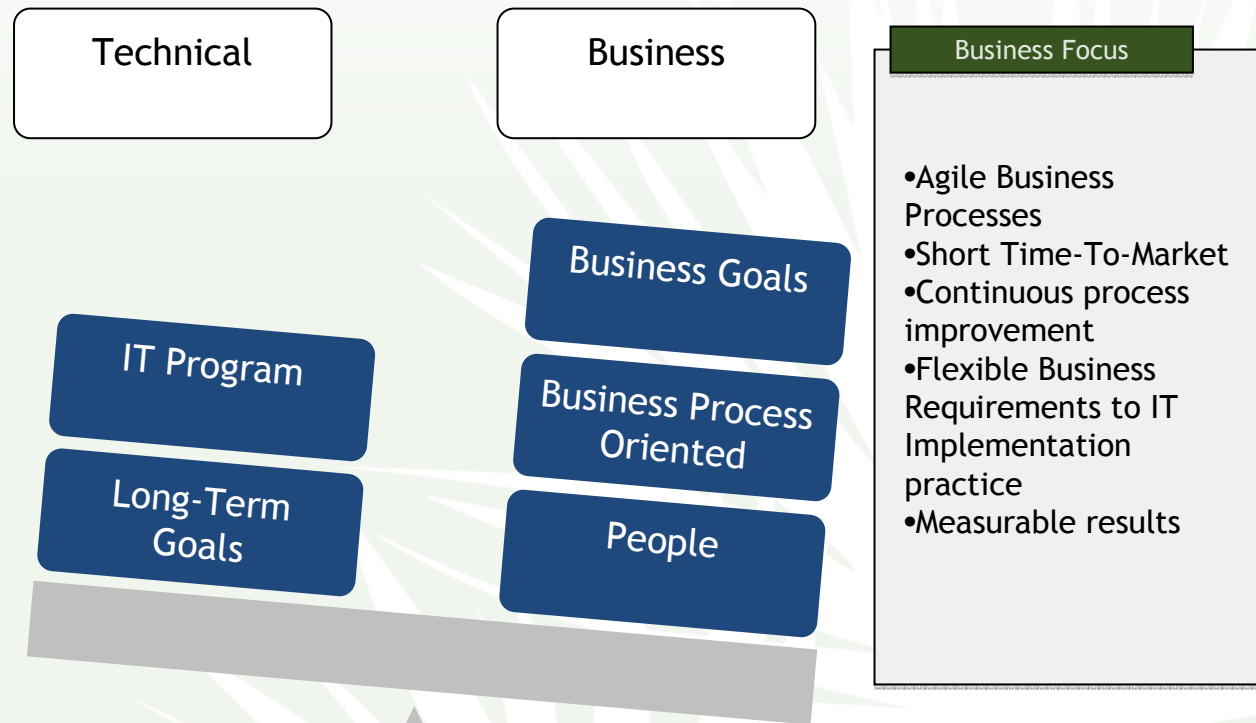 Technical
Business
Business Focus
Business Goals
IT Program
Business Process
Oriented
Long-Term
Goals
People
•Agile Business
Processes
•Short Time-To-Market
•Continuous process
improvement
•Flexible Business
Requirements to IT
Implementation
practice
•Measurable results